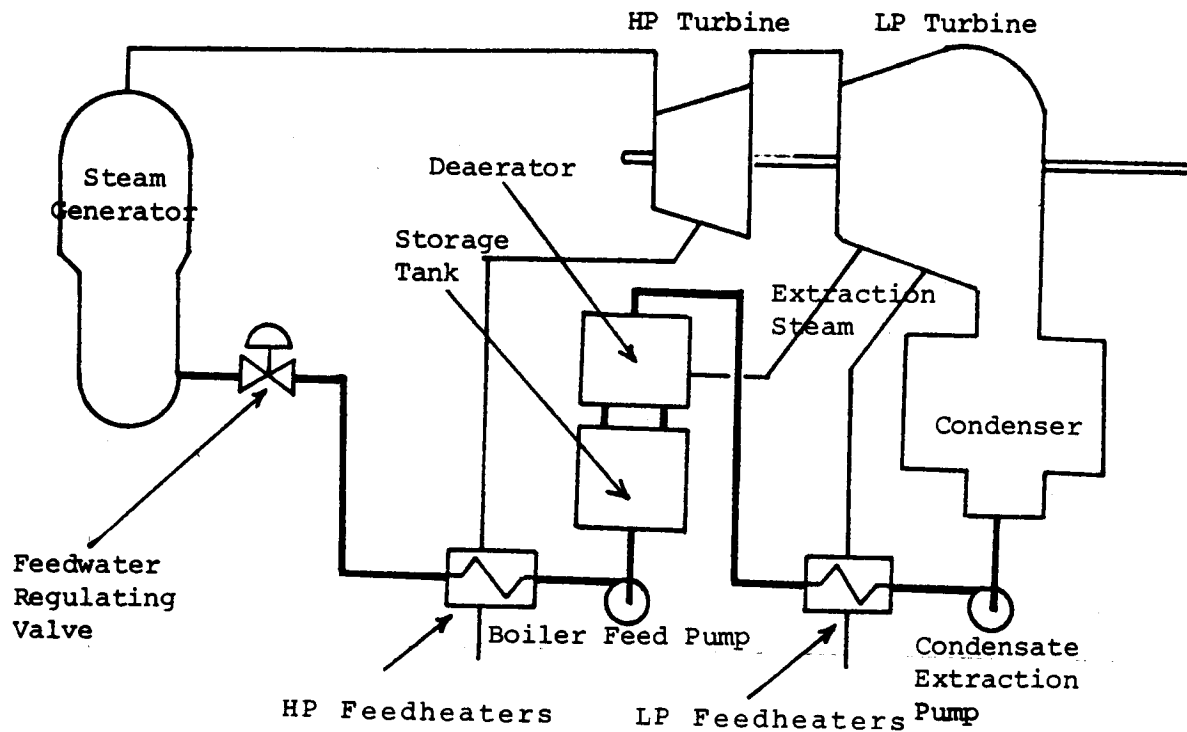 HP Turbine
LP Turbine
Deaerator
Steam
Generator
Storage
Tank
Extraction
Steam
Condenser
Feedwater
Regulating
Valve
Boiler Feed Pump
Condensate
Extraction
Pump
HP Feedheaters
LP Feedheaters